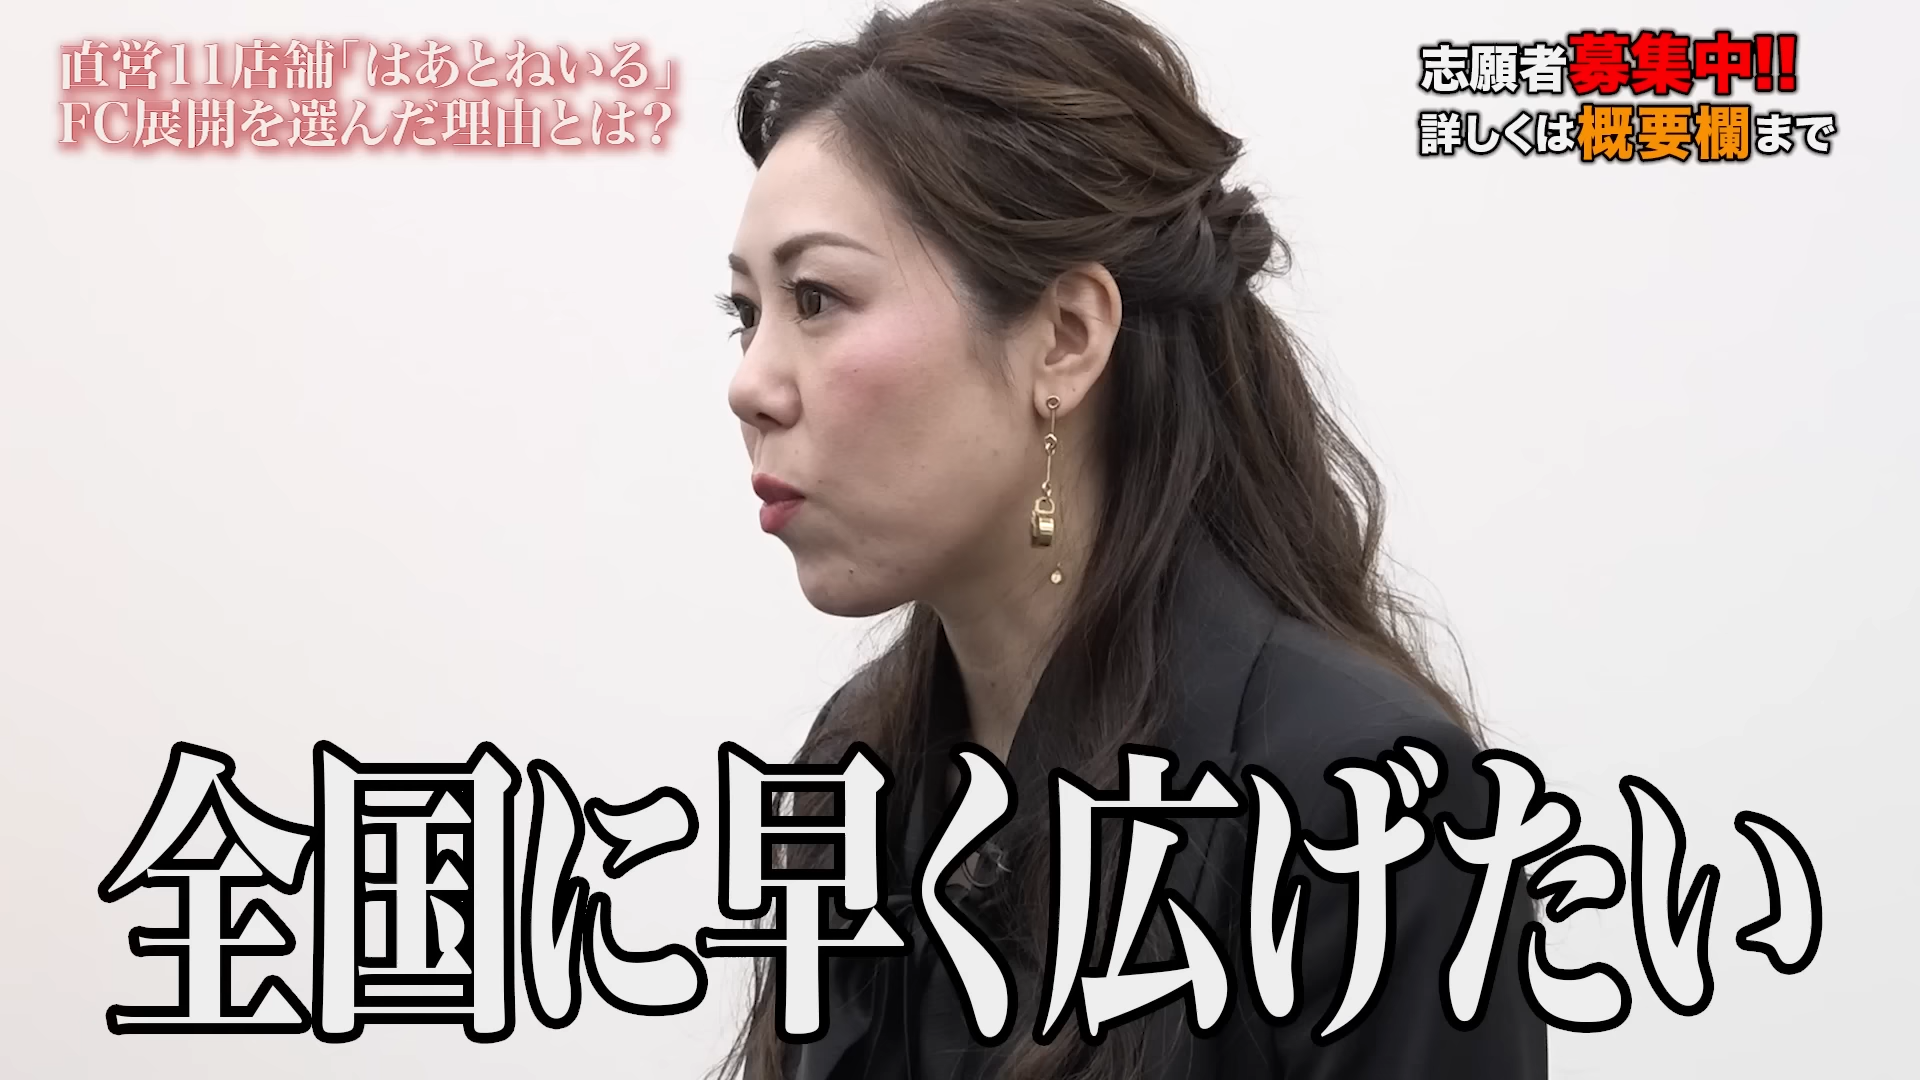 直営11店舗「はあとねいる」
FC展開を選んだ理由とは？
志願者募集中!!
詳しくは概要欄まで
全国に早く広げたい